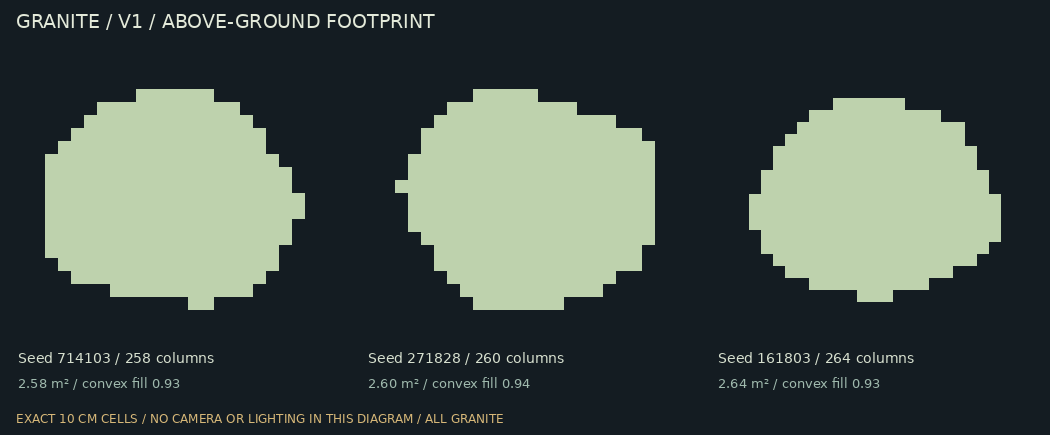 GRANITE / V1 / ABOVE-GROUND FOOTPRINT
Seed 714103 / 258 columns
2.58 m² / convex fill 0.93
Seed 271828 / 260 columns
2.60 m² / convex fill 0.94
Seed 161803 / 264 columns
2.64 m² / convex fill 0.93
EXACT 10 CM CELLS / NO CAMERA OR LIGHTING IN THIS DIAGRAM / ALL GRANITE